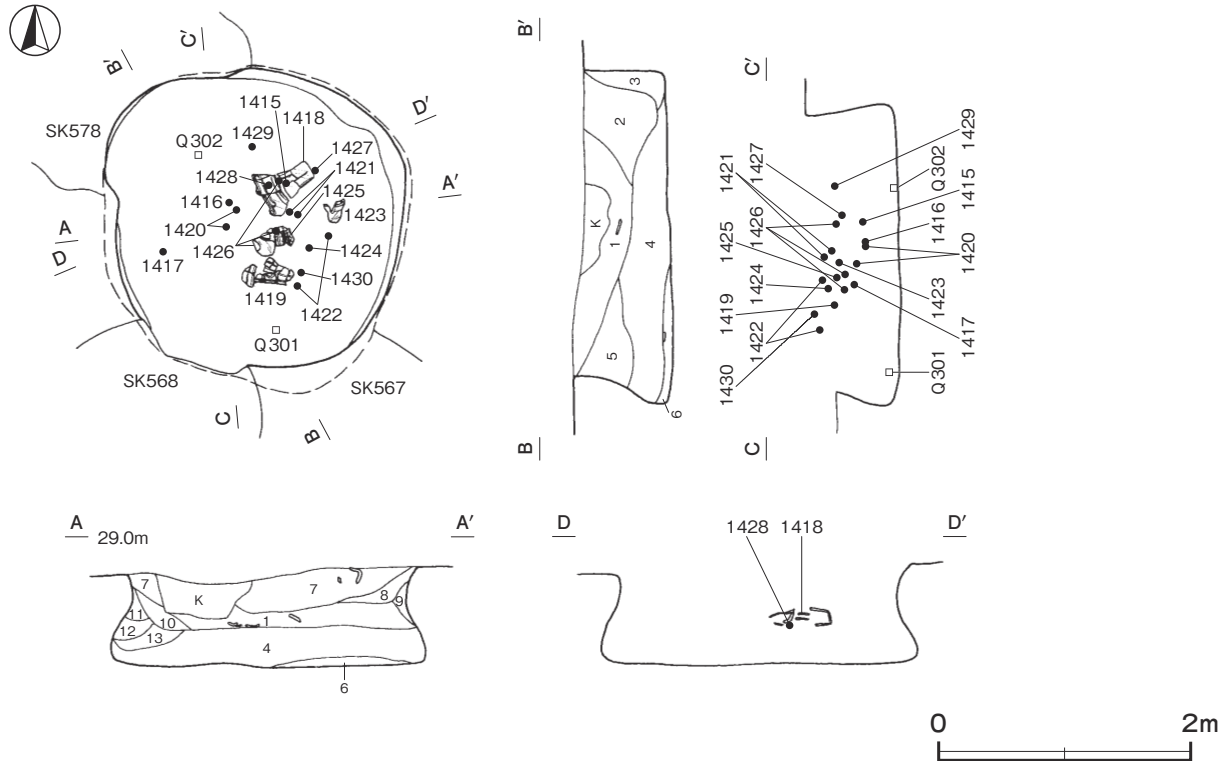 C'
B'
D'
1415
1418
SK578
1429
Q302
1427
1421
1428
1425
A'
1416
1423
A
1420
D
1426
1424
1417
1430
1419
1422
Q301
SK568
SK567
C
B
B'
3
2
K
1
4
5
6
B
C'
1429
1427
1421
Q302
1415
1426
1416
1425
1420
1424
1423
1419
1417
1422
1430
Q301
C
A
29.0m
A'
7
K
7
8
9
11
10
1
12
13
4
6
D
1428 1418
D'
0
2m